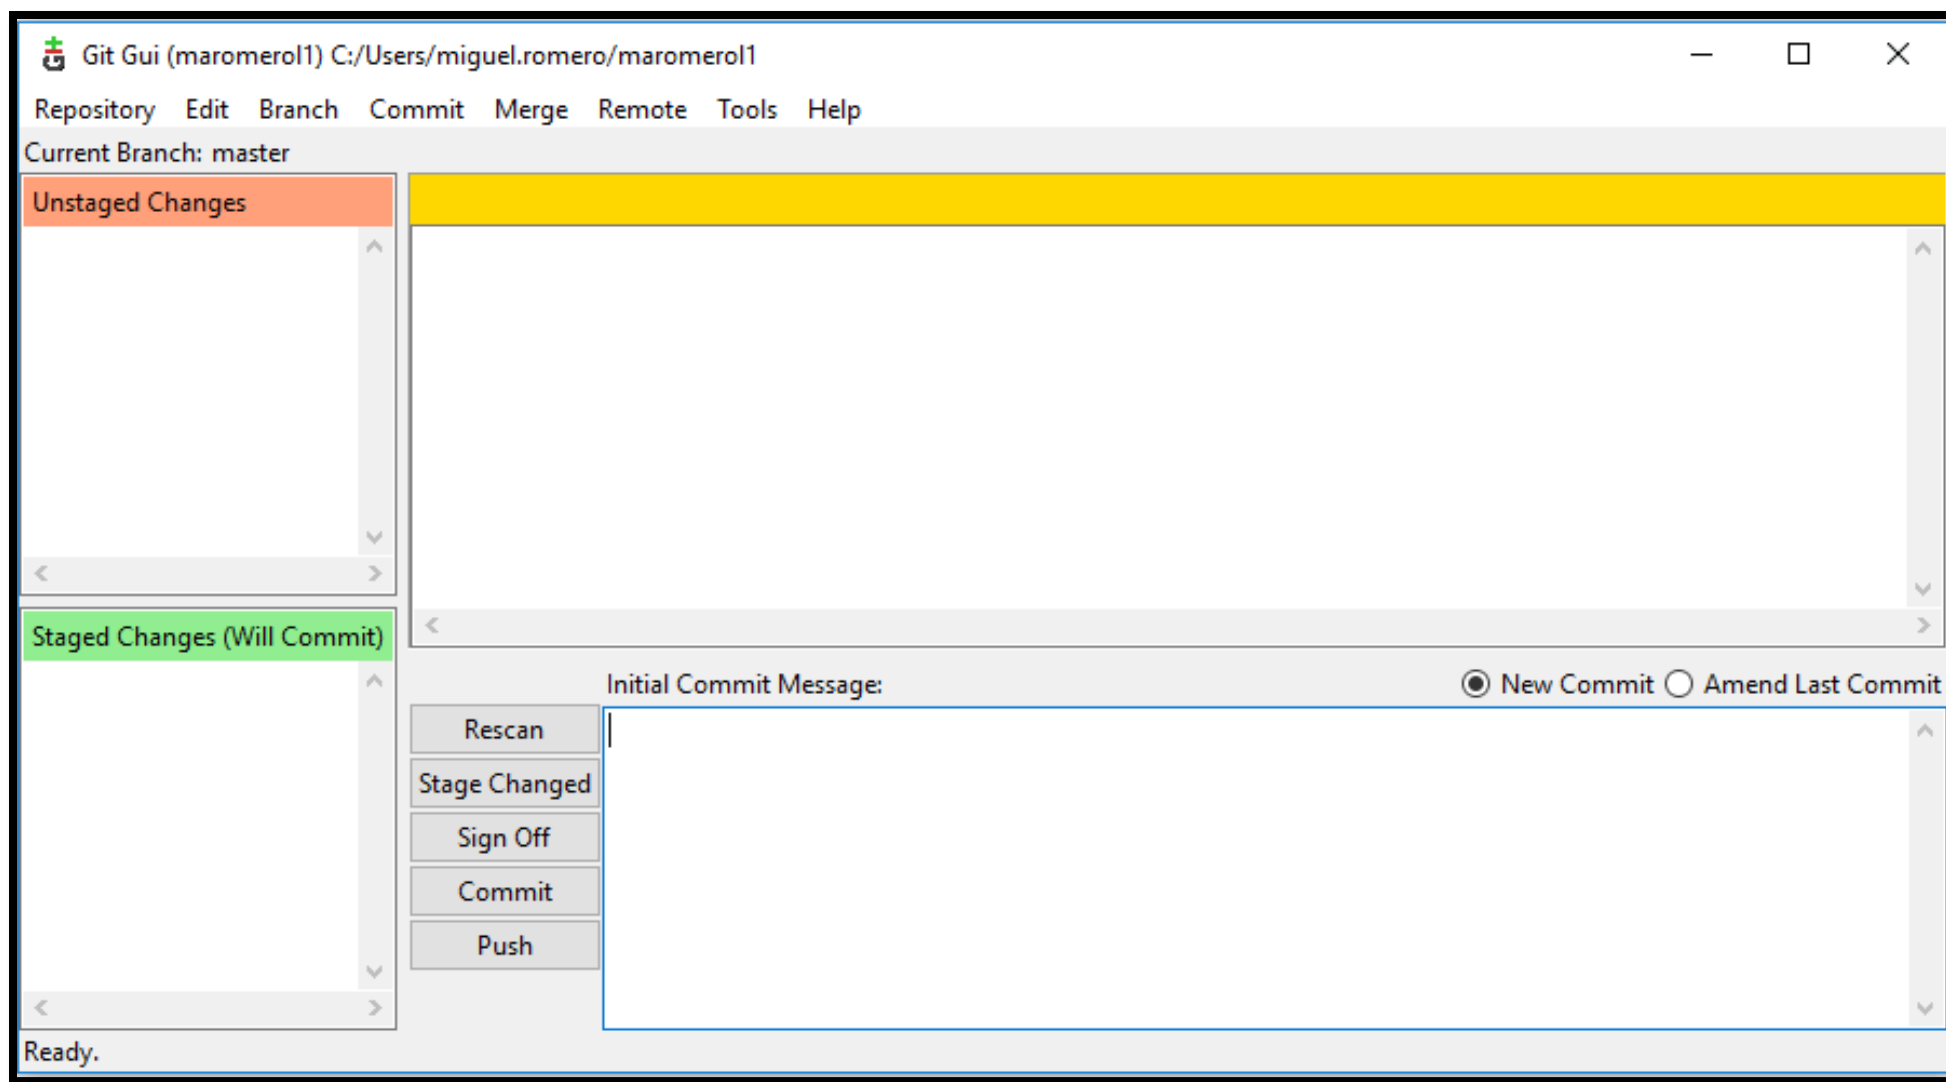 Git Gui (maromerol1) C:/Users/miguel.romero/maromerol1
Repository Edit Branch Commit Merge Remote Tools Help
Current Branch: master
Unstaged Changes
Staged Changes (Will Commit)
Initial Commit Message:
New Commit Amend Last Commit
Rescan
Stage Changed
Sign Off
Commit
Push
Ready.